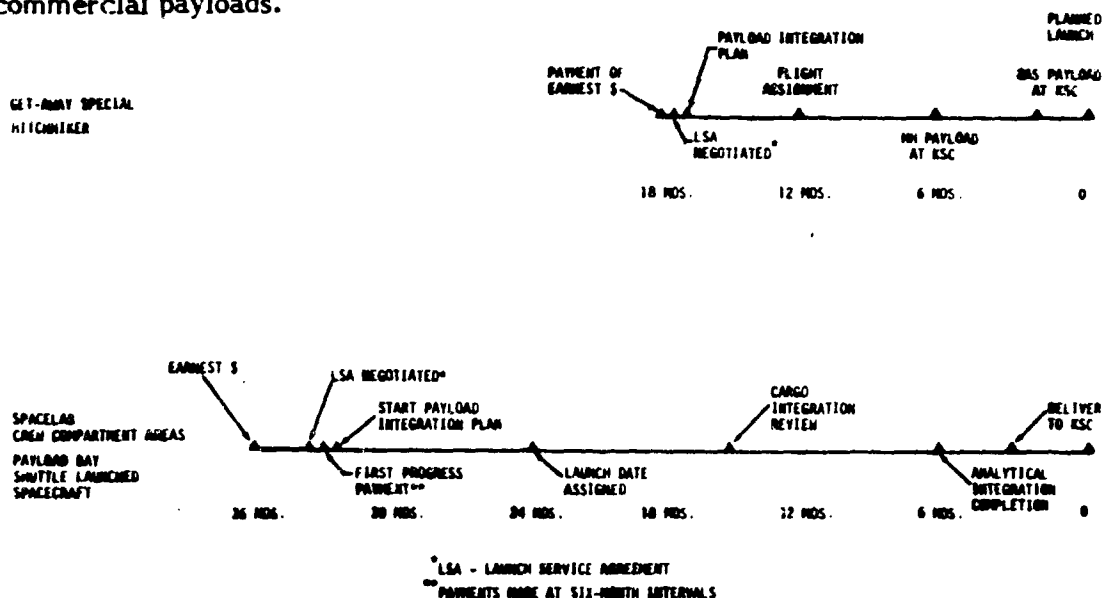 commercial payloads.
PLANNED
LAUNCH
PAYLOAD INTEGRATION
PLAN
PAYMENT OF
EARNEST $
FLIGHT
ASSIGNMENT
GAS PAYLOAD
AT KSC
GET-AWAY SPECIAL
HITCHHIKER
LSA
NEGOTIATED*
HH PAYLOAD
AT KSC
18 MOS.
12 MOS.
6 MOS.
0
EARNEST $
LSA NEGOTIATED*
START PAYLOAD
INTEGRATION PLAN
CARGO
INTEGRATION
REVIEW
DELIVER
TO KSC
SPACELAB
CREW COMPARTMENT AREAS
PAYLOAD BAY
SHUTTLE LAUNCHED
SPACECRAFT
FIRST PROGRESS
PAYMENT**
LAUNCH DATE
ASSIGNED
ANALYTICAL
INTEGRATION
COMPLETION
36 MOS.
30 MOS.
24 MOS.
18 MOS.
12 MOS.
6 MOS.
0
*LSA - LAUNCH SERVICE AGREEMENT
**PAYMENTS MADE AT SIX-MONTH INTERVALS